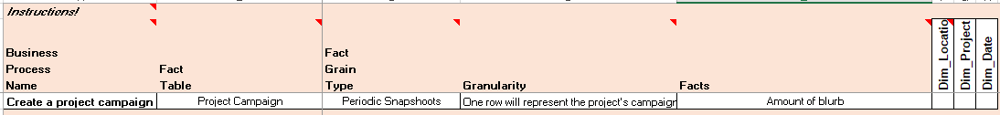 Instructions!
Business Process Name
Fact Table
Fact Grain Type
Granularity
Facts
Dim_Locatio
Dim_Project
Dim_Date
Create a project campaign
Project Campaign
Periodic Snapshoots
One row will represent the project's campaign
Amount of blurb